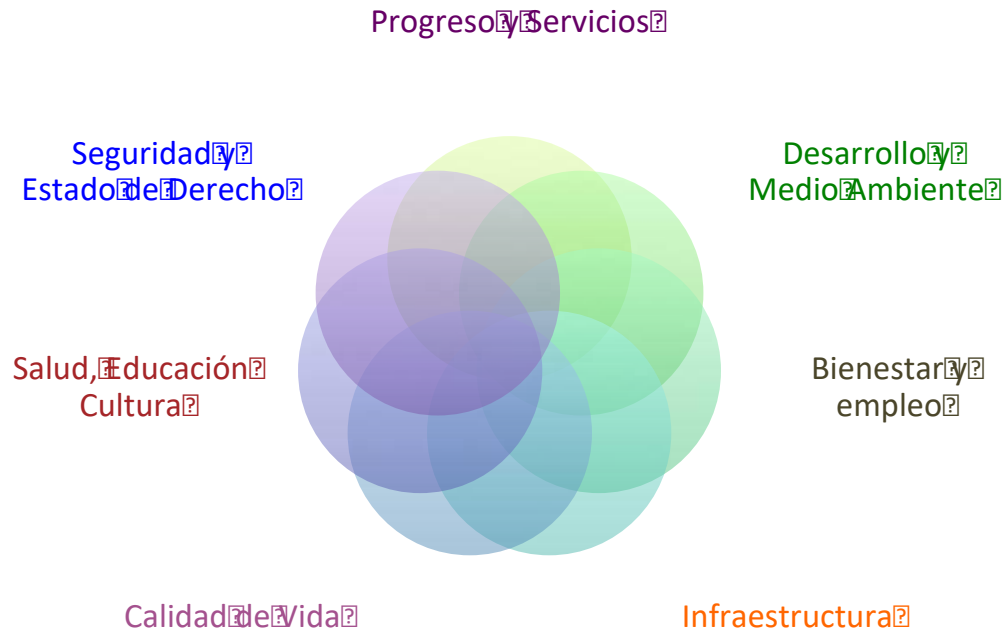 Progreso y Servicios
Seguridad y
Estado de Derecho
Desarrollo y
Medio Ambiente
Salud, Educación
Cultura
Bienestar y
empleo
Calidad de Vida
Infraestructura